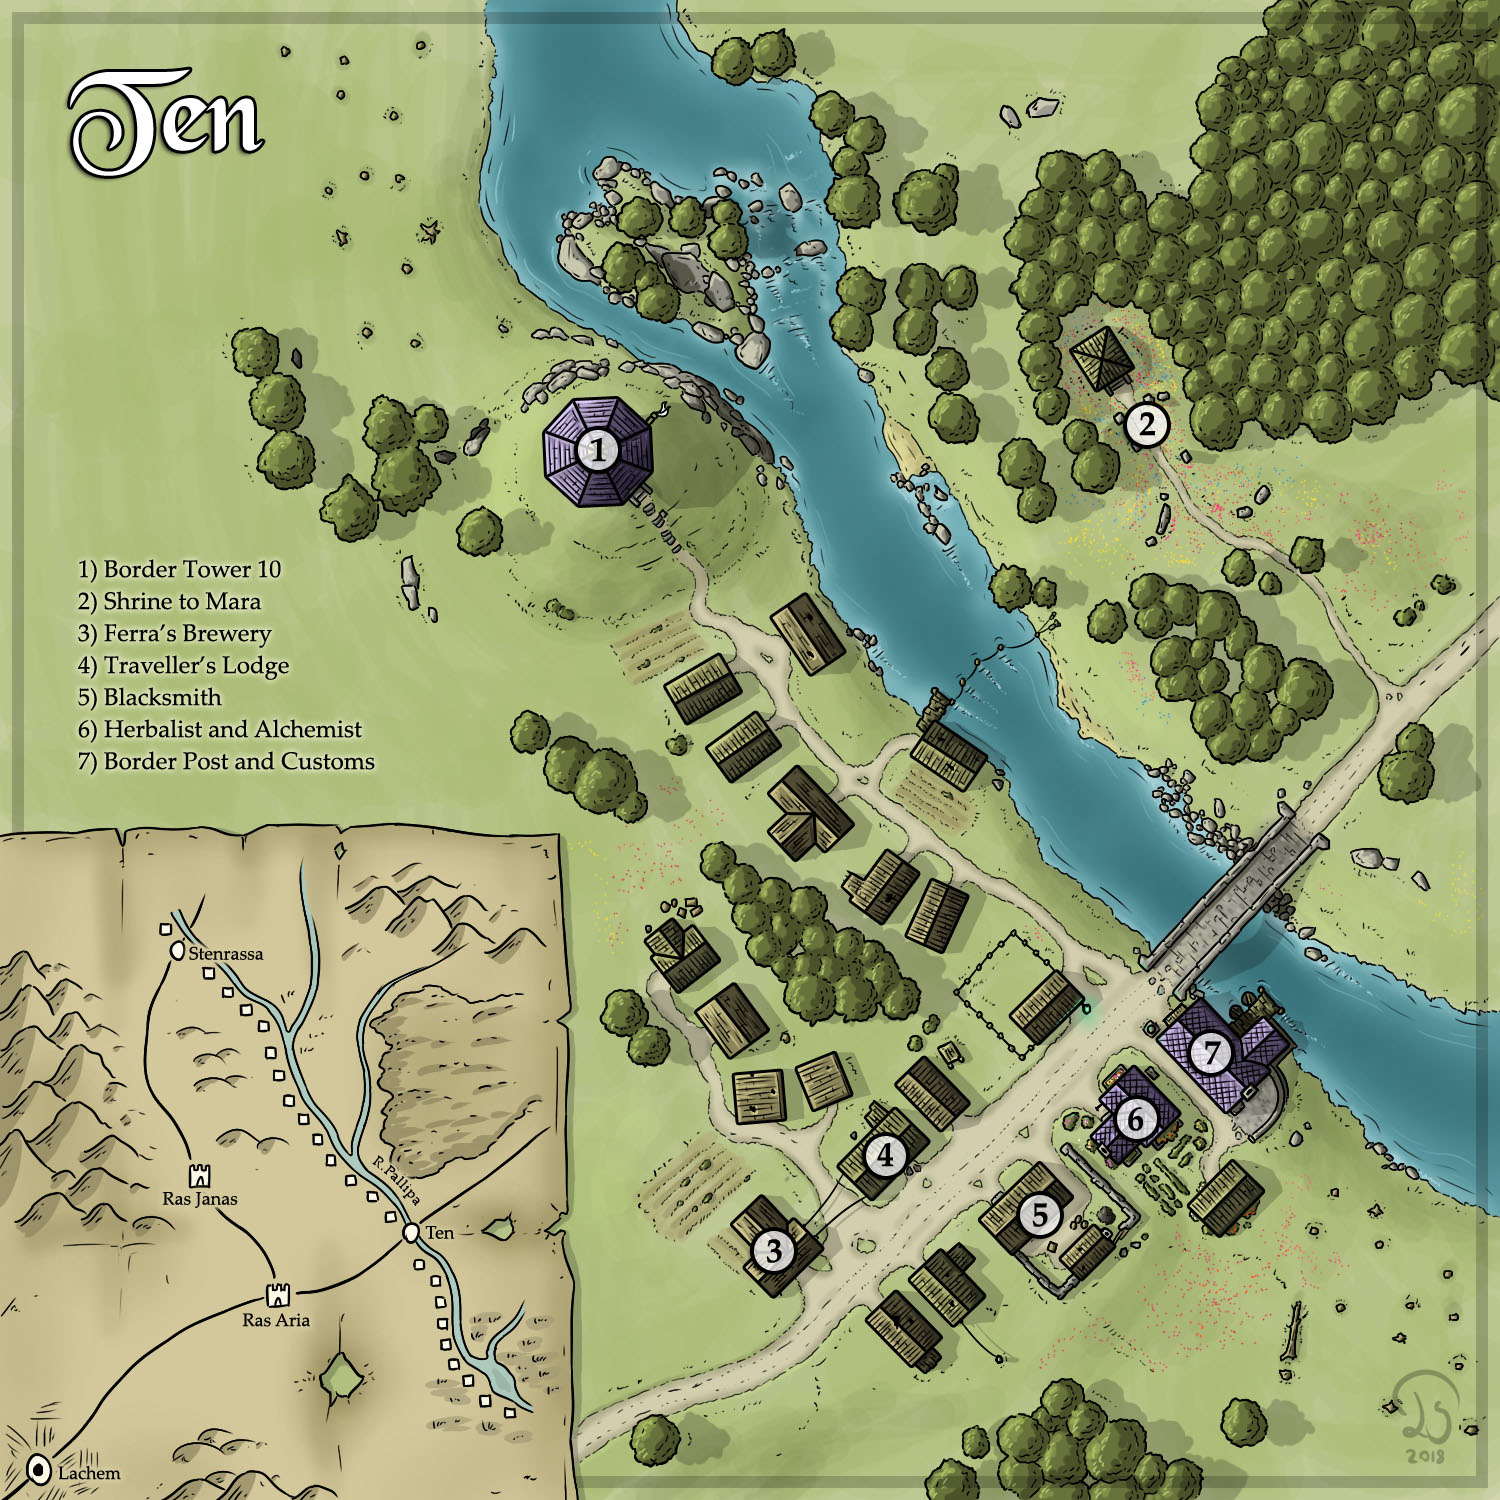 Ten
1) Border Tower 10
2) Shrine to Mara
3) Ferra's Brewery
4) Traveller's Lodge
5) Blacksmith
6) Herbalist and Alchemist
7) Border Post and Customs
1
2
3
4
5
6
7
Stenrassa
Ras Janas
R. Pallipa
Ten
Ras Aria
Lachem
DS
2018